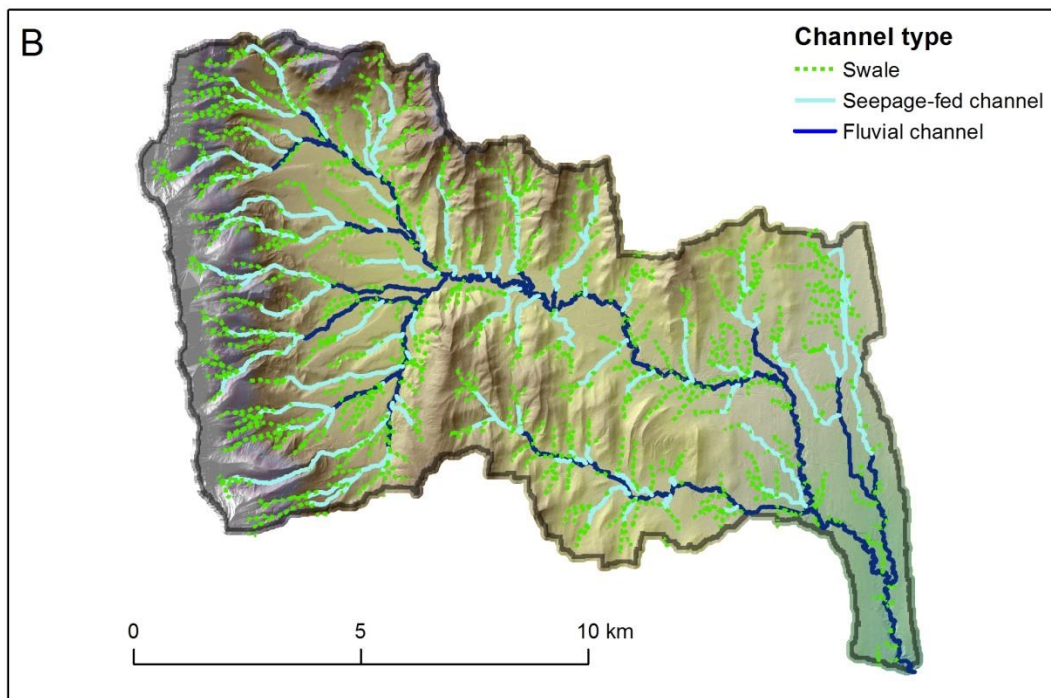 B
Channel type
Swale
Seepage-fed channel
Fluvial channel
0 5 10 km